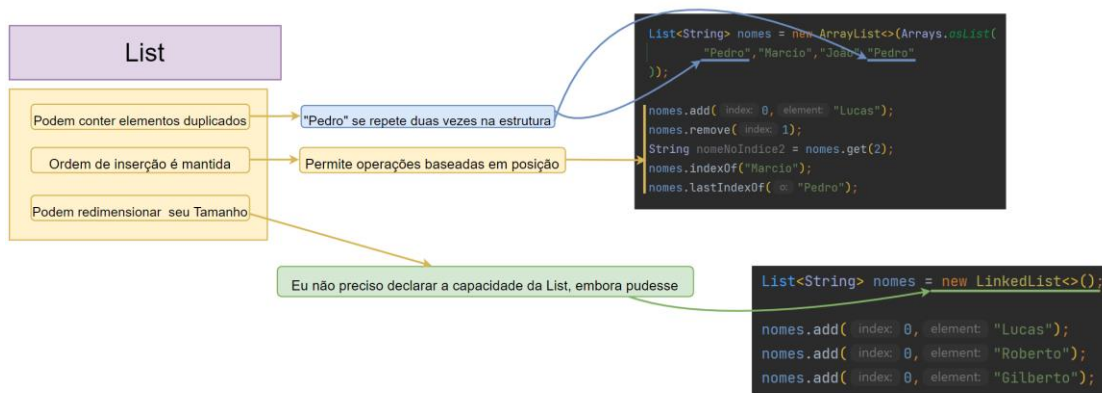 List
Podem conter elementos duplicados
"Pedro" se repete duas vezes na estrutura
Ordem de inserção é mantida
Permite operações baseadas em posição
Podem redimensionar seu Tamanho
Eu não preciso declarar a capacidade da List, embora pudesse
List<String> nomes = new ArrayList<>(Arrays.asList(
"Pedro","Marcio","Joao","Pedro"
));
nomes.add( index: 0, element: "Lucas");
nomes.remove( index: 1);
String nomeNoIndice2 = nomes.get(2);
nomes.indexOf("Marcio");
nomes.lastIndexOf( o: "Pedro");
List<String> nomes = new LinkedList<>();
nomes.add( index: 0, element: "Lucas");
nomes.add( index: 0, element: "Roberto");
nomes.add( index: 0, element: "Gilberto");